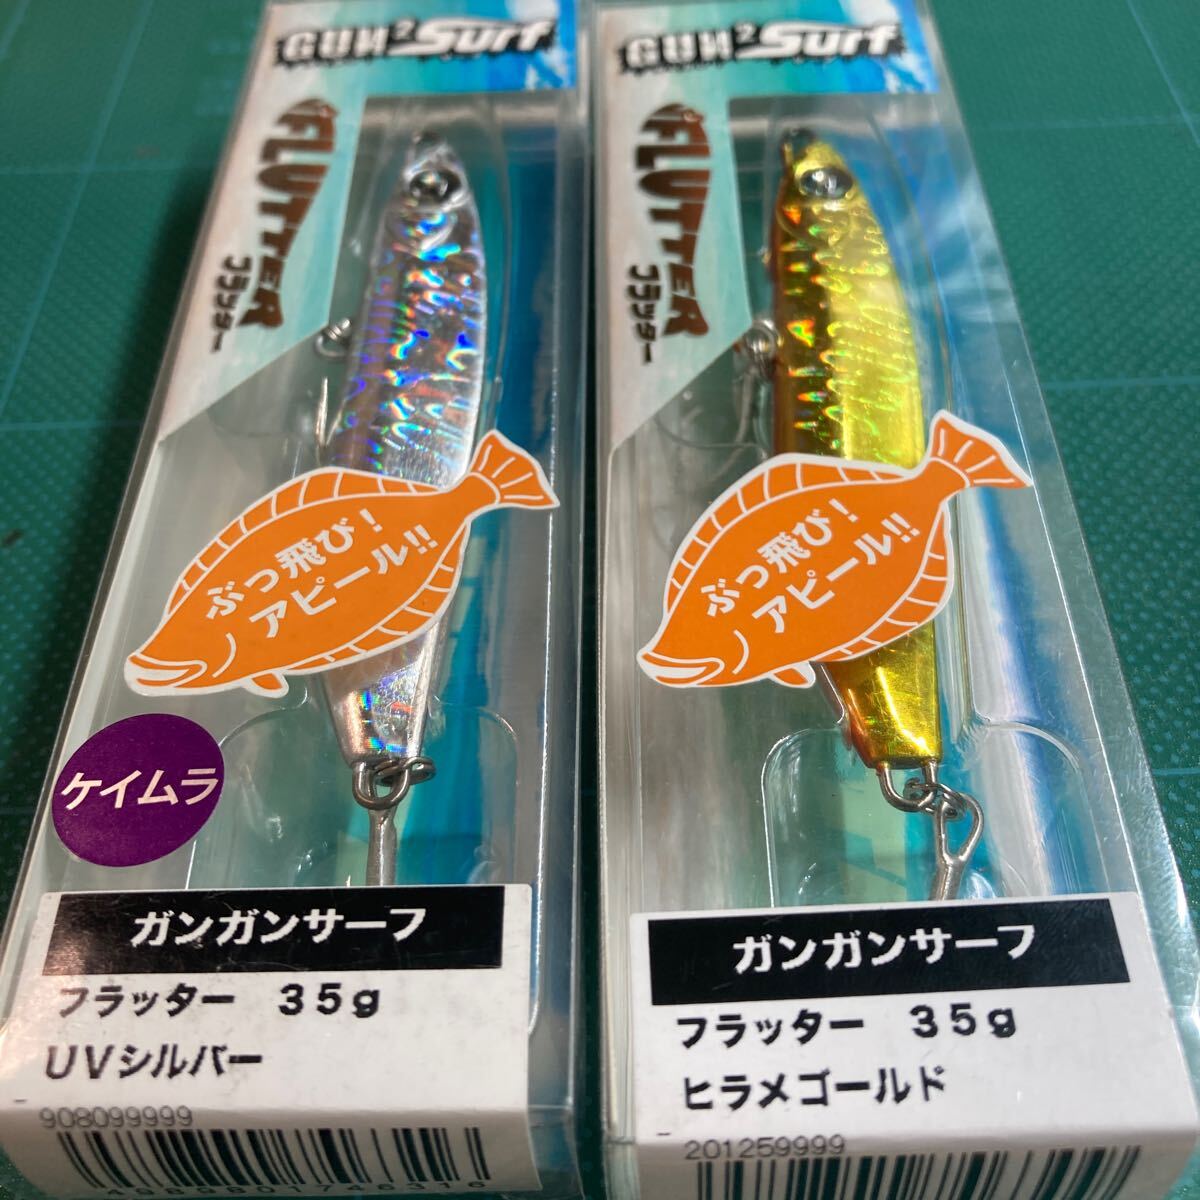 GUN²Surf
FLUTTER
フラッター
ぶっ飛び!
アピール!!
ケイムラ
ガンガンサーフ
フラッター 35g
UVシルバー
908099999
4989801746316
GUN²Surf
FLUTTER
フラッター
ぶっ飛び!
アピール!!
ガンガンサーフ
フラッター 35g
ヒラメゴールド
201259999